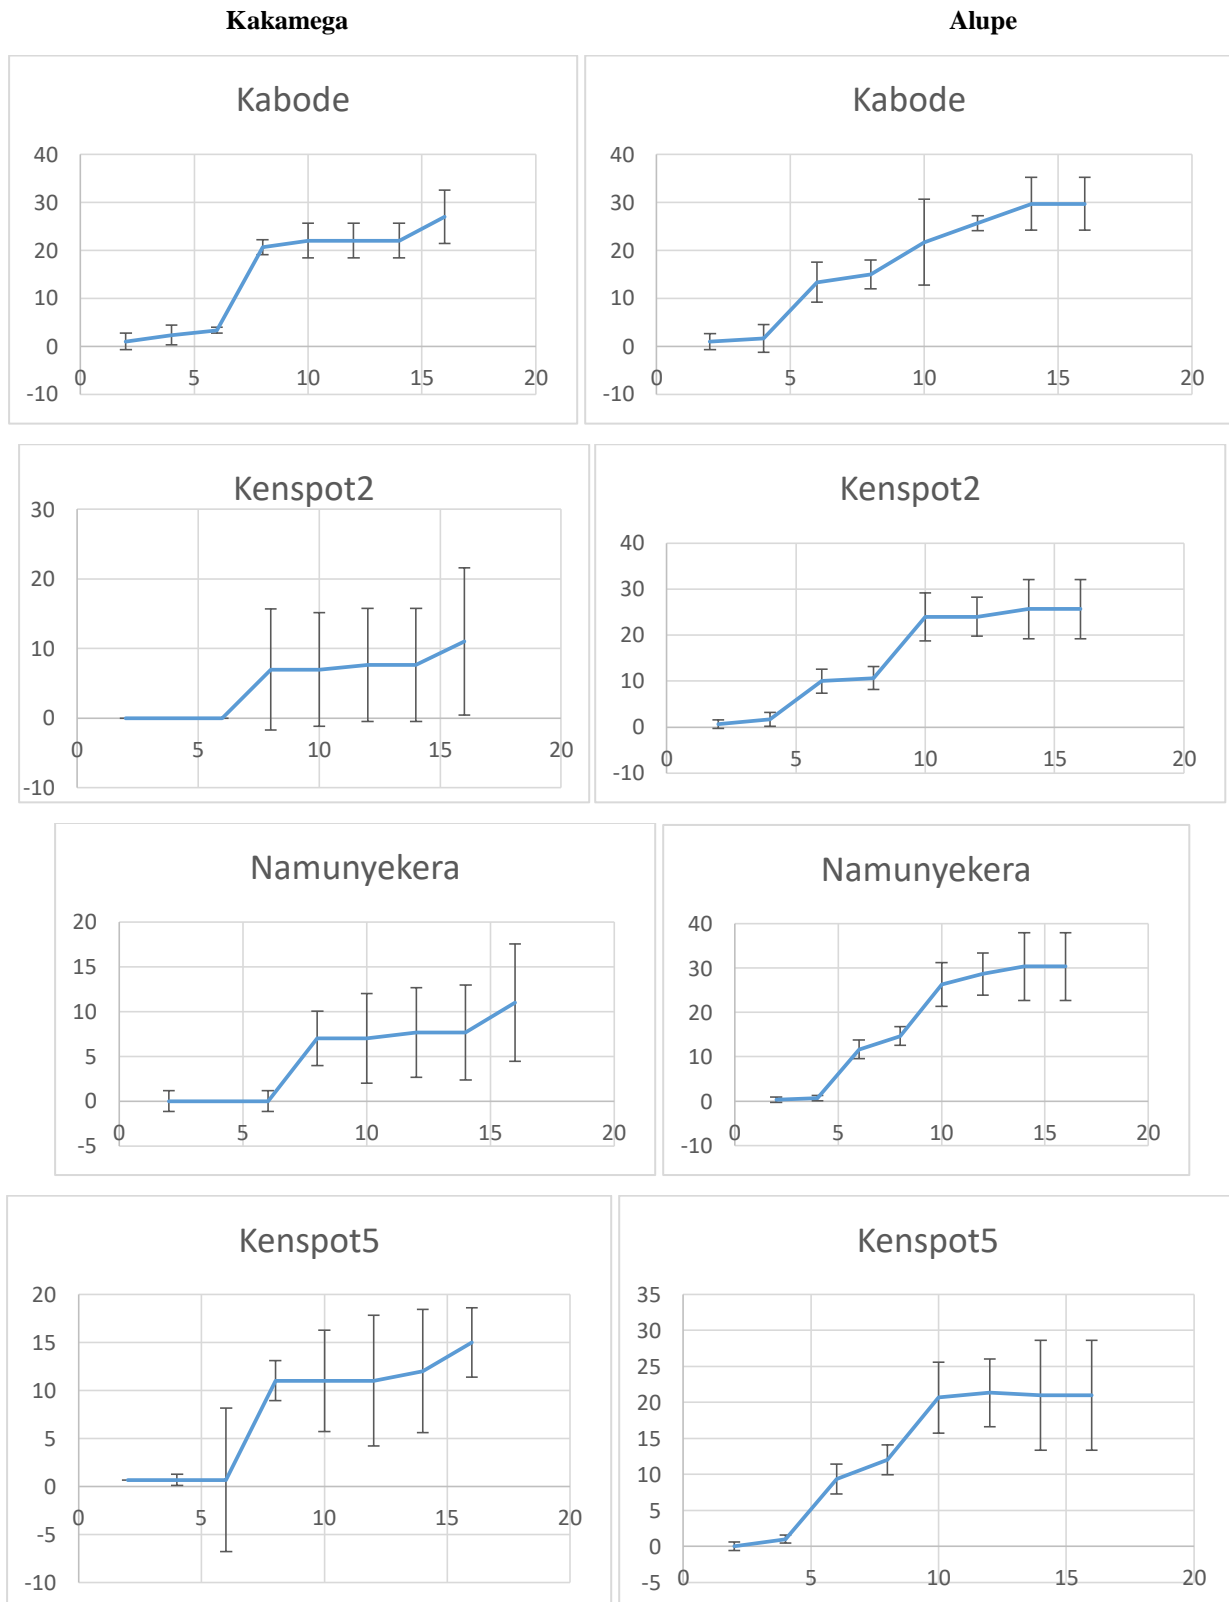 Kakamega Alupe
Kabode Kabode
40 40
30 30
20 20
10 10
0 0
0 5 10 15 20 0 5 10 15 20
-10 -10
Kenspot2 Kenspot2
30 40
20 30
10 20
0 10
0 5 10 15 20 0
-10 0 5 10 15 20
-10
Namunyekera Namunyekera
20 40
15 30
10 20
5 10
0 0
0 5 10 15 20 0 5 10 15 20
-5 -10
Kenspot5 Kenspot5
20 35
15 30
10 25
5 20
0 15
0 5 10 15 20 10
-5 5
-10 0
0 5 10 15 20
-5